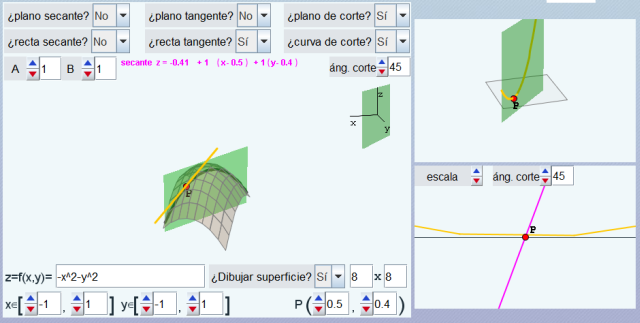 ¿plano secante? No ¿plano tangente? No ¿plano de corte? Sí
¿recta secante? No ¿recta tangente? Sí ¿curva de corte? Sí
A 1 B 1 secante z = -0.41 + 1 (x- 0.5 ) + 1 (y- 0.4 ) áng. corte 45
z
x
y
P
z=f(x,y)= -x^2-y^2 ¿Dibujar superficie? Sí 8 x 8
x∈[ -1 , 1 ] y∈[ -1 , 1 ] P ( 0.5 , 0.4 )
P
escala áng. corte 45
P